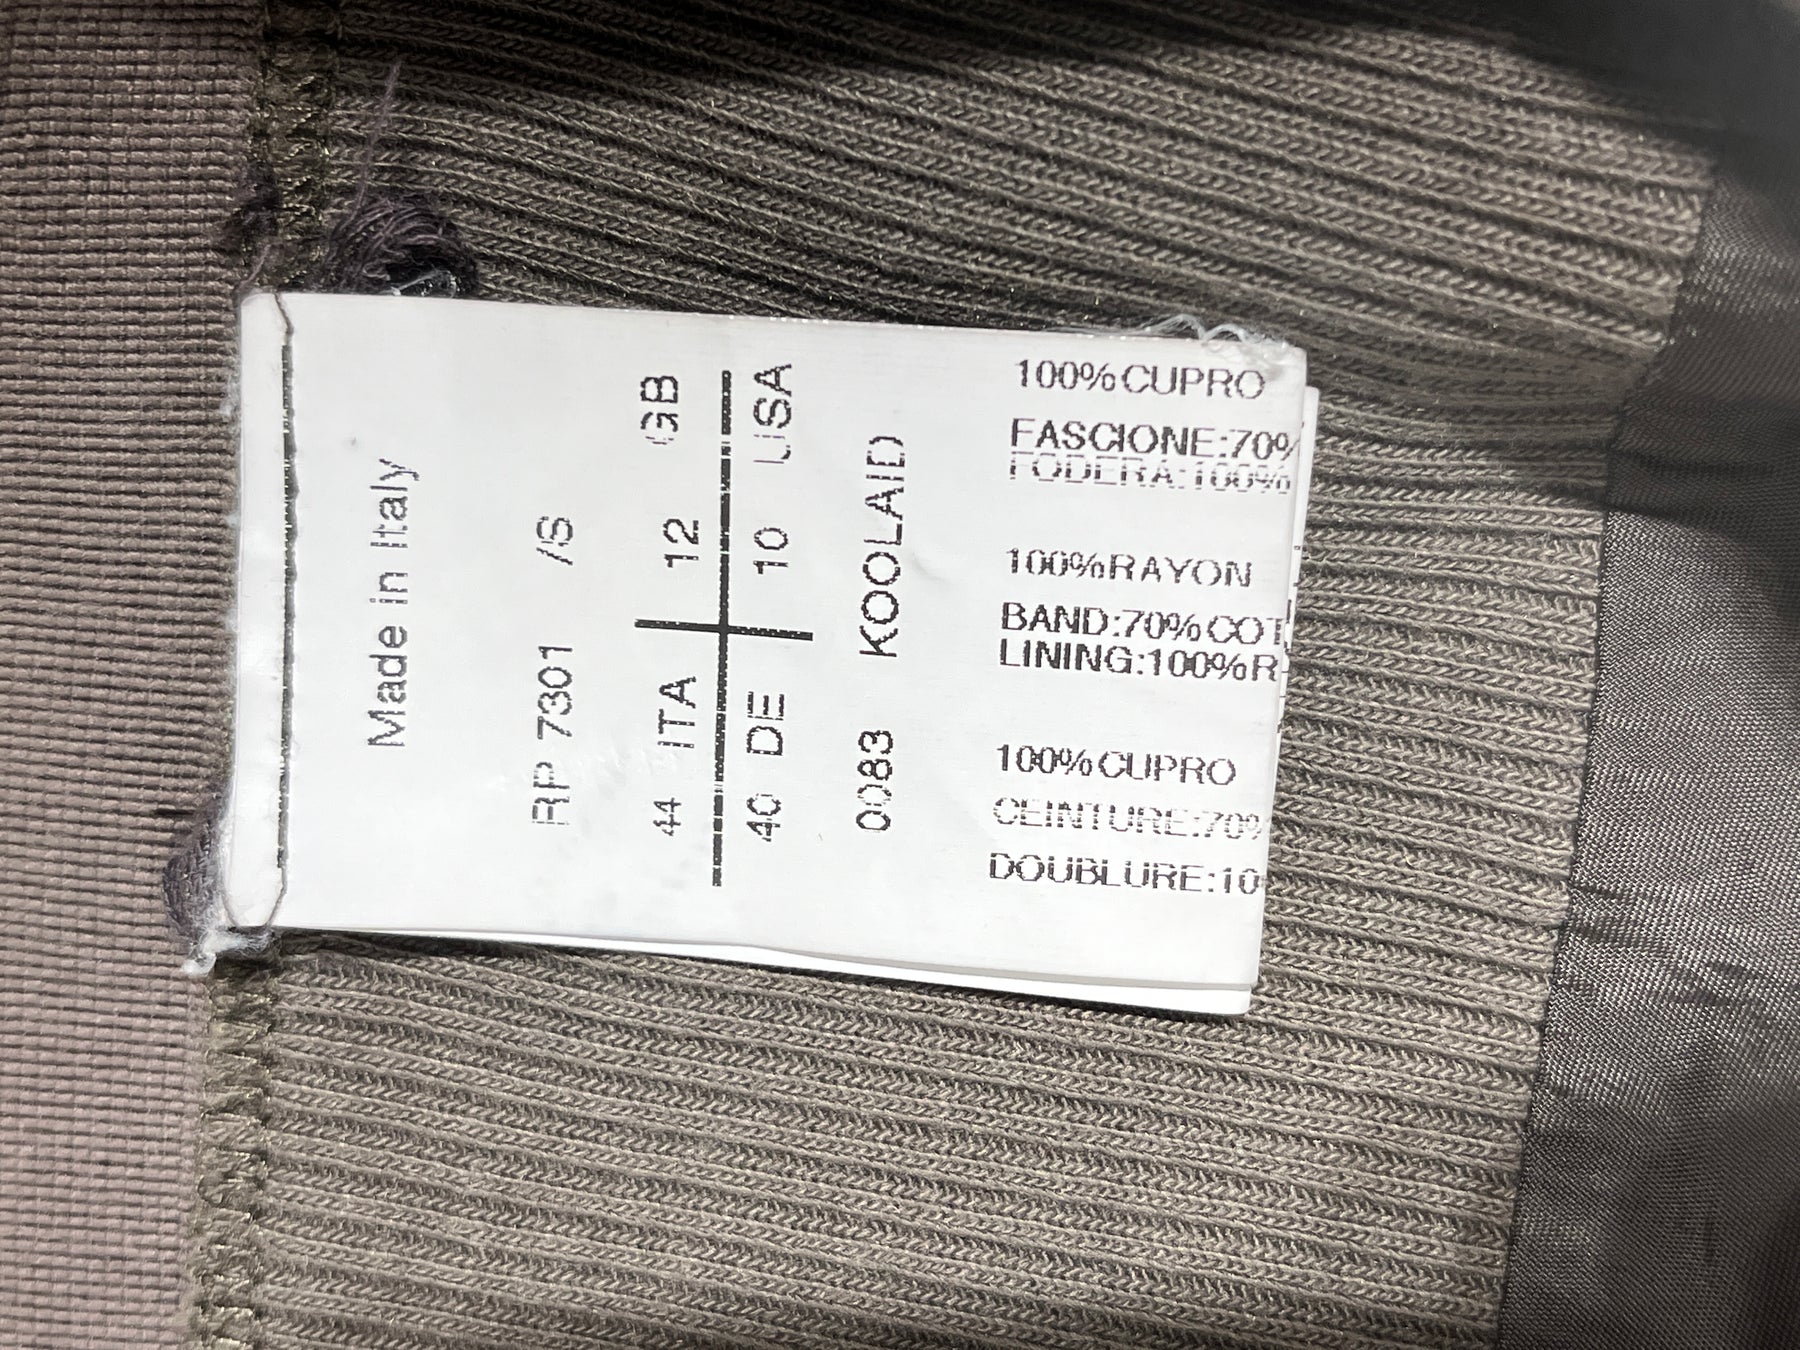 Made in Italy
RP 7301 /S
44 ITA 12 GB
40 DE 10 USA
0083 KOOLAID
100%CUPRO
FASCIONE:70%
FODERA:100%
100%RAYON
BAND:70%COT
LINING:100%R
100%CUPRO
CEINTURE:70%
DOUBLURE:10